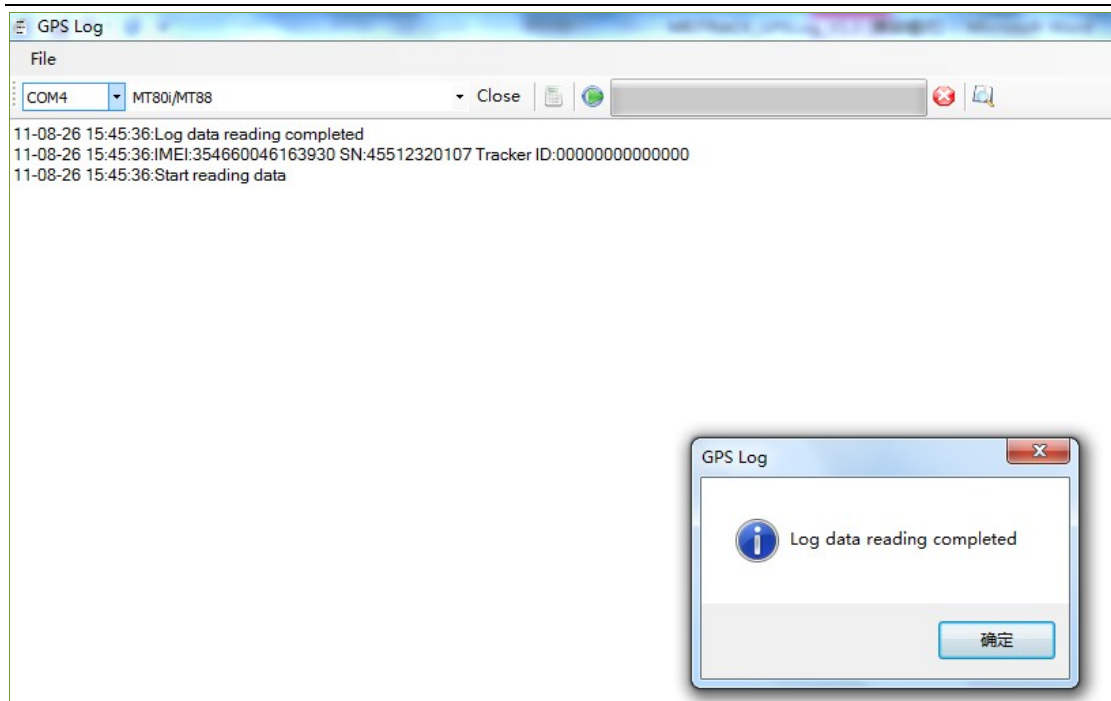 GPS Log
File
COM4 MT80i/MT88 Close
11-08-26 15:45:36:Log data reading completed
11-08-26 15:45:36:IMEI:354660046163930 SN:45512320107 Tracker ID:00000000000000
11-08-26 15:45:36:Start reading data
GPS Log
Log data reading completed
确定